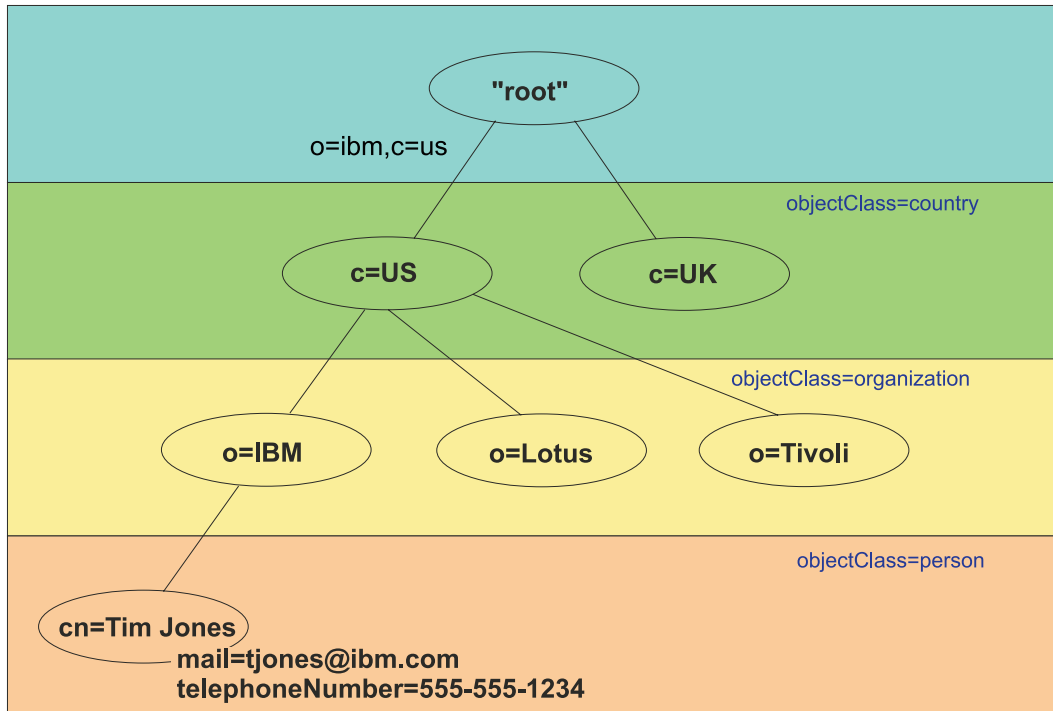 "root"
o=ibm,c=us
objectClass=country
c=US
c=UK
objectClass=organization
o=IBM
o=Lotus
o=Tivoli
objectClass=person
cn=Tim Jones
mail=tjones@ibm.com
telephoneNumber=555-555-1234